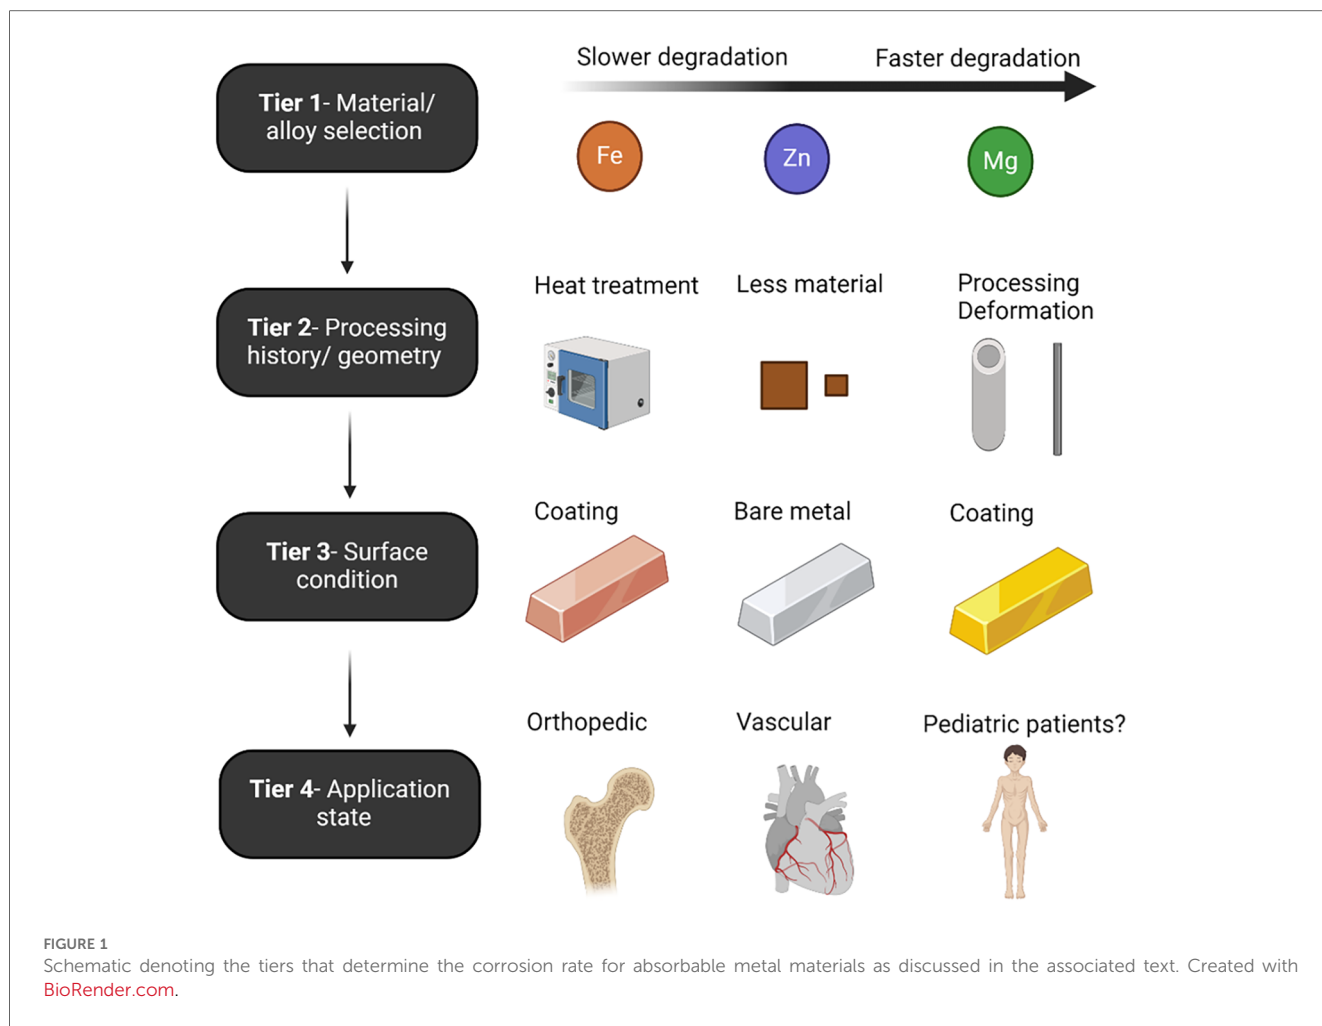 Slower degradation
Faster degradation
Tier 1- Material/
alloy selection
Fe
Zn
Mg
Tier 2- Processing
history/ geometry
Heat treatment
Less material
Processing
Deformation
Tier 3- Surface
condition
Coating
Bare metal
Coating
Tier 4- Application
state
Orthopedic
Vascular
Pediatric patients?
FIGURE 1
Schematic denoting the tiers that determine the corrosion rate for absorbable metal materials as discussed in the associated text. Created with
BioRender.com.